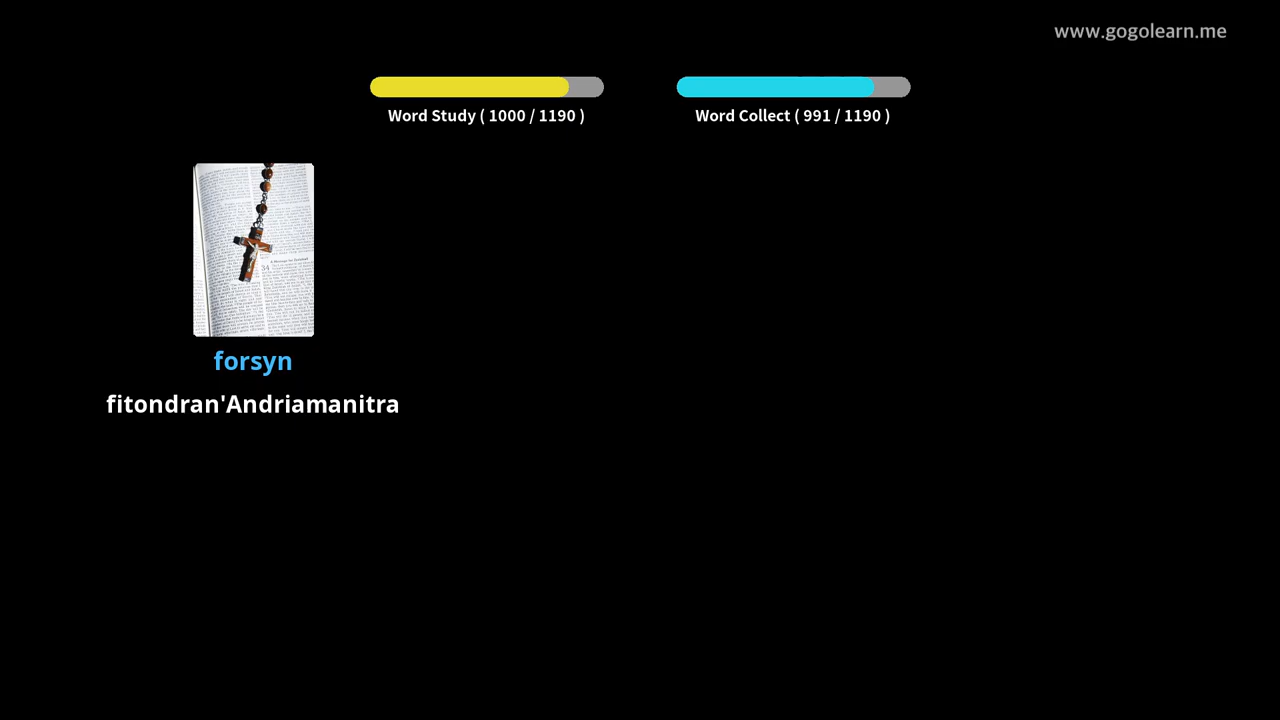 www.gogolearn.me
Word Study ( 1000 / 1190 )
Word Collect ( 991 / 1190 )
forsyn
fitondran'Andriamanitra